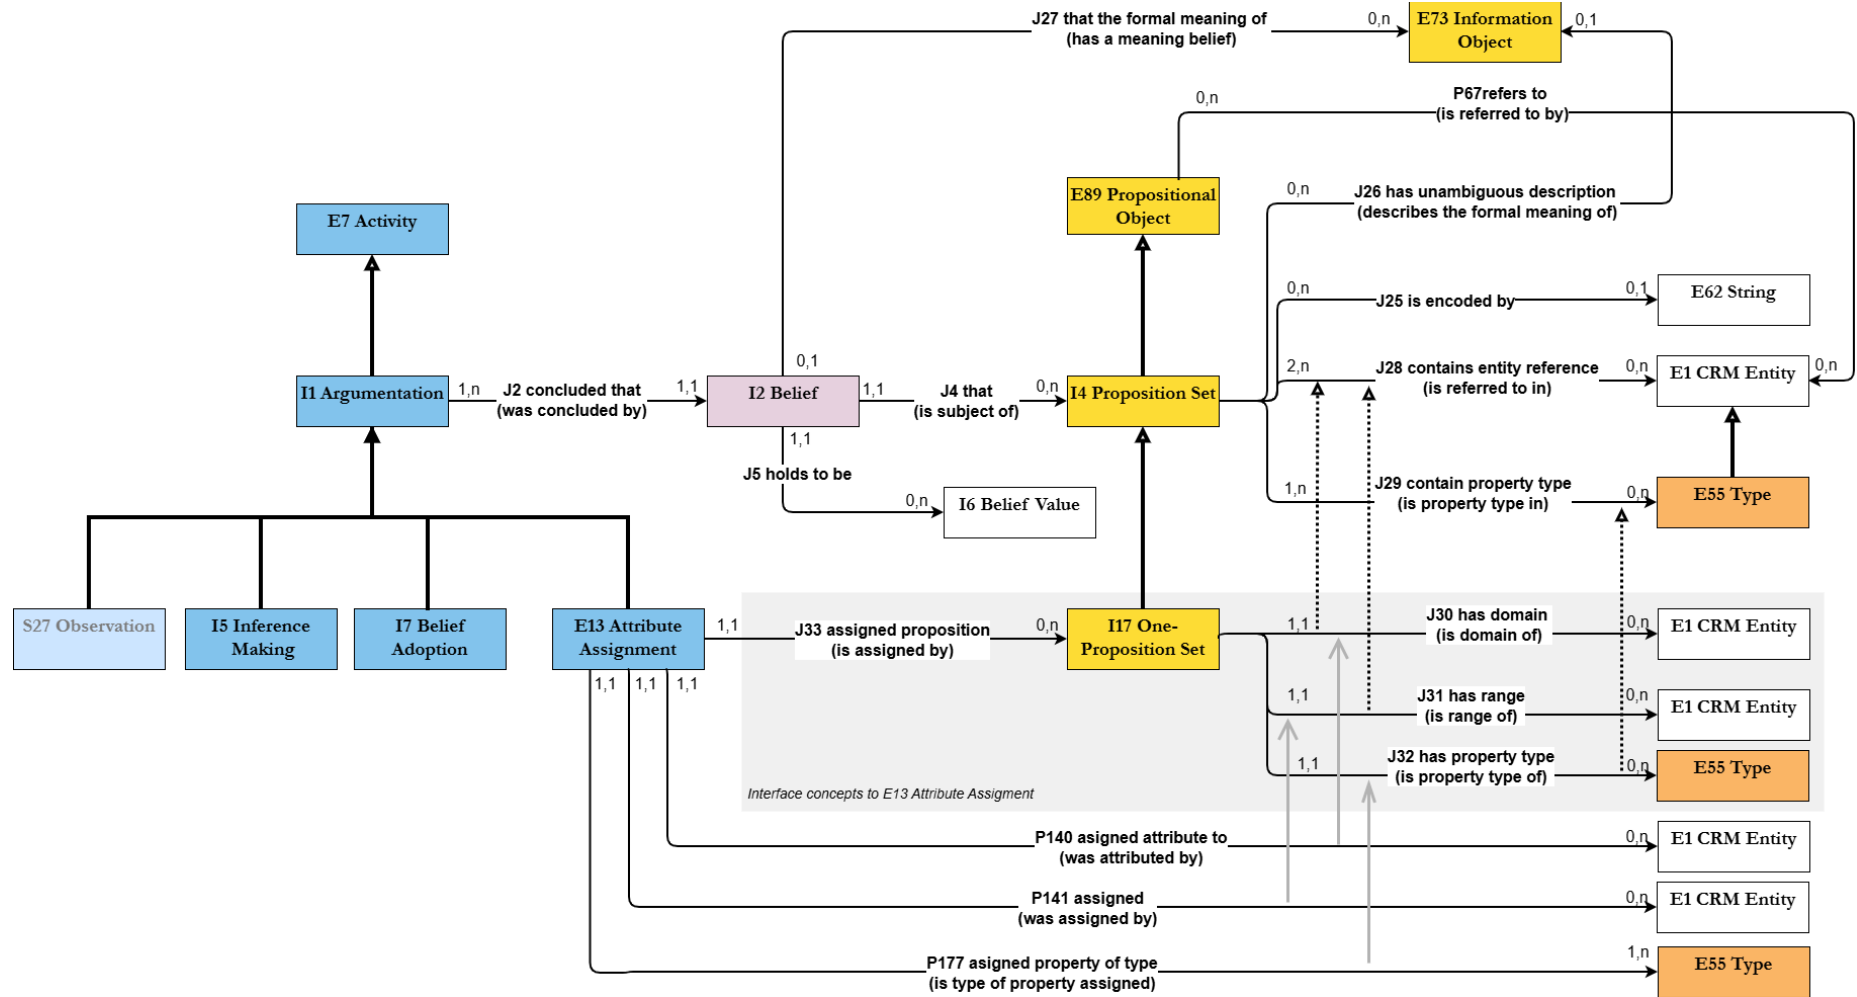 J27 that the formal meaning of
(has a meaning belief)
0,n
E73 Information
Object
0,1
0,n
P67refers to
(is referred to by)
E89 Propositional
Object
0,n
J26 has unambiguous description
(describes the formal meaning of)
E7 Activity
0,n
J25 is encoded by
0,1
E62 String
0,1
2,n
J28 contains entity reference
(is referred to in)
0,n
E1 CRM Entity
0,n
I1 Argumentation
1,n
J2 concluded that
(was concluded by)
1,1
I2 Belief
1,1
J4 that
(is subject of)
0,n
I4 Proposition Set
1,1
J5 holds to be
0,n
I6 Belief Value
1,n
J29 contain property type
(is property type in)
0,n
E55 Type
S27 Observation
I5 Inference
Making
I7 Belief
Adoption
E13 Attribute
Assignment
1,1
J33 assigned proposition
(is assigned by)
0,n
I17 One-
Proposition Set
1,1
J30 has domain
(is domain of)
0,n
E1 CRM Entity
1,1
1,1
1,1
1,1
J31 has range
(is range of)
0,n
E1 CRM Entity
1,1
J32 has property type
(is property type of)
0,n
E55 Type
Interface concepts to E13 Attribute Assigment
P140 asigned attribute to
(was attributed by)
0,n
E1 CRM Entity
P141 assigned
(was assigned by)
0,n
E1 CRM Entity
P177 asigned property of type
(is type of property assigned)
1,n
E55 Type